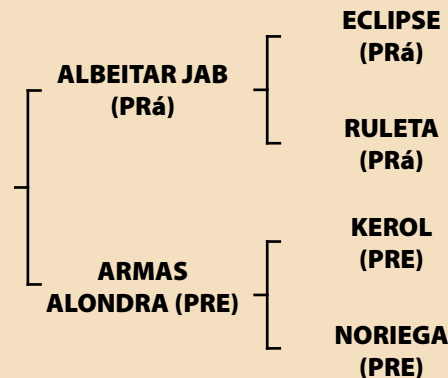 ECLIPSE
(PRá)
ALBEITAR JAB
(PRá)
RULETA
(PRá)
KEROL
(PRE)
ARMAS
ALONDRA (PRE)
NORIEGA
(PRE)